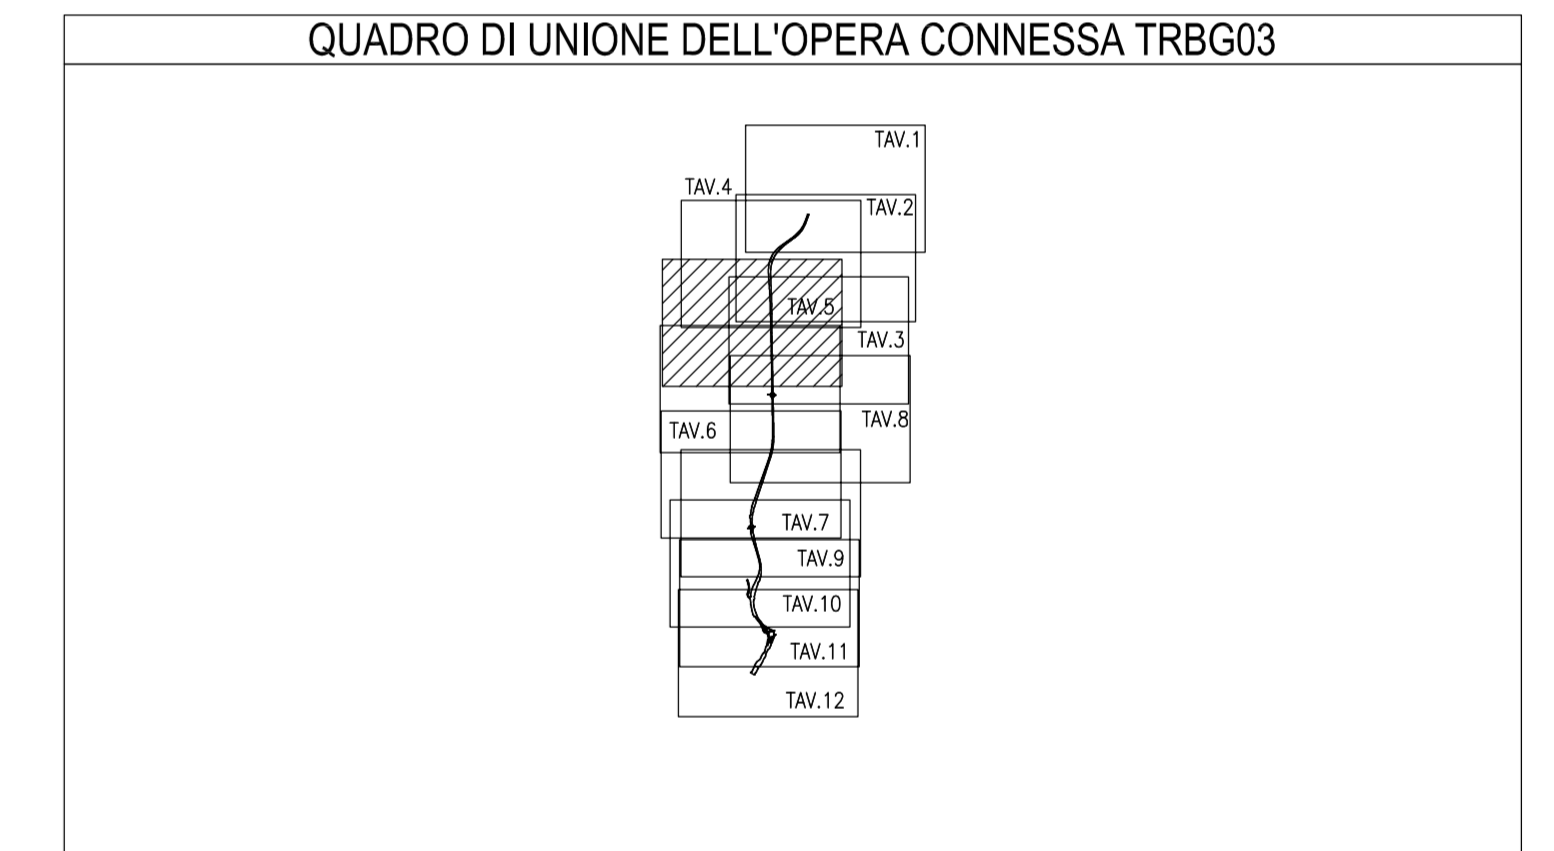 QUADRO DI UNIONE DELL'OPERA CONNESSA TRBG03
TAV.1
TAV.4
TAV.2
TAV.5
TAV.3
TAV.8
TAV.6
TAV.7
TAV.9
TAV.10
TAV.11
TAV.12